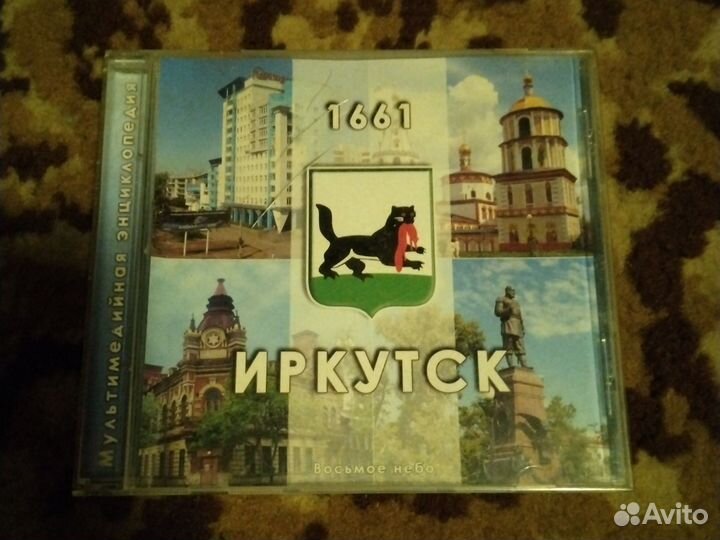 1661
Мультимедийная энциклопедия
ИРКУТСК
Восьмое небо
Avito